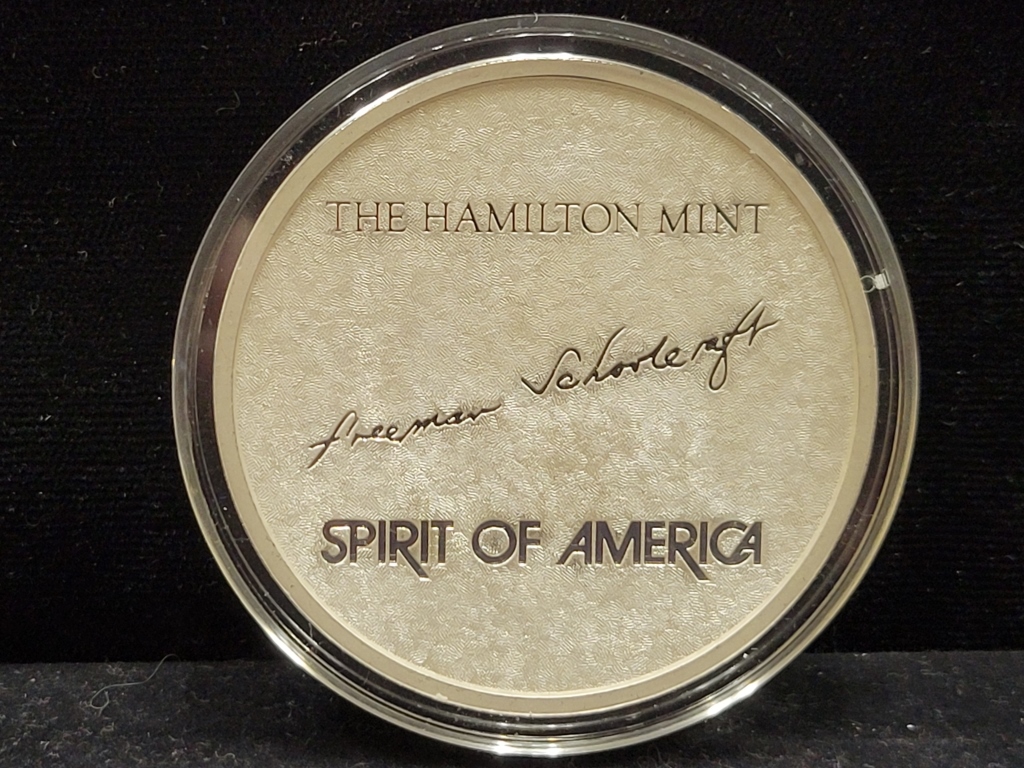 THE HAMILTON MINT
Freeman Schoolcraft
SPIRIT OF AMERICA